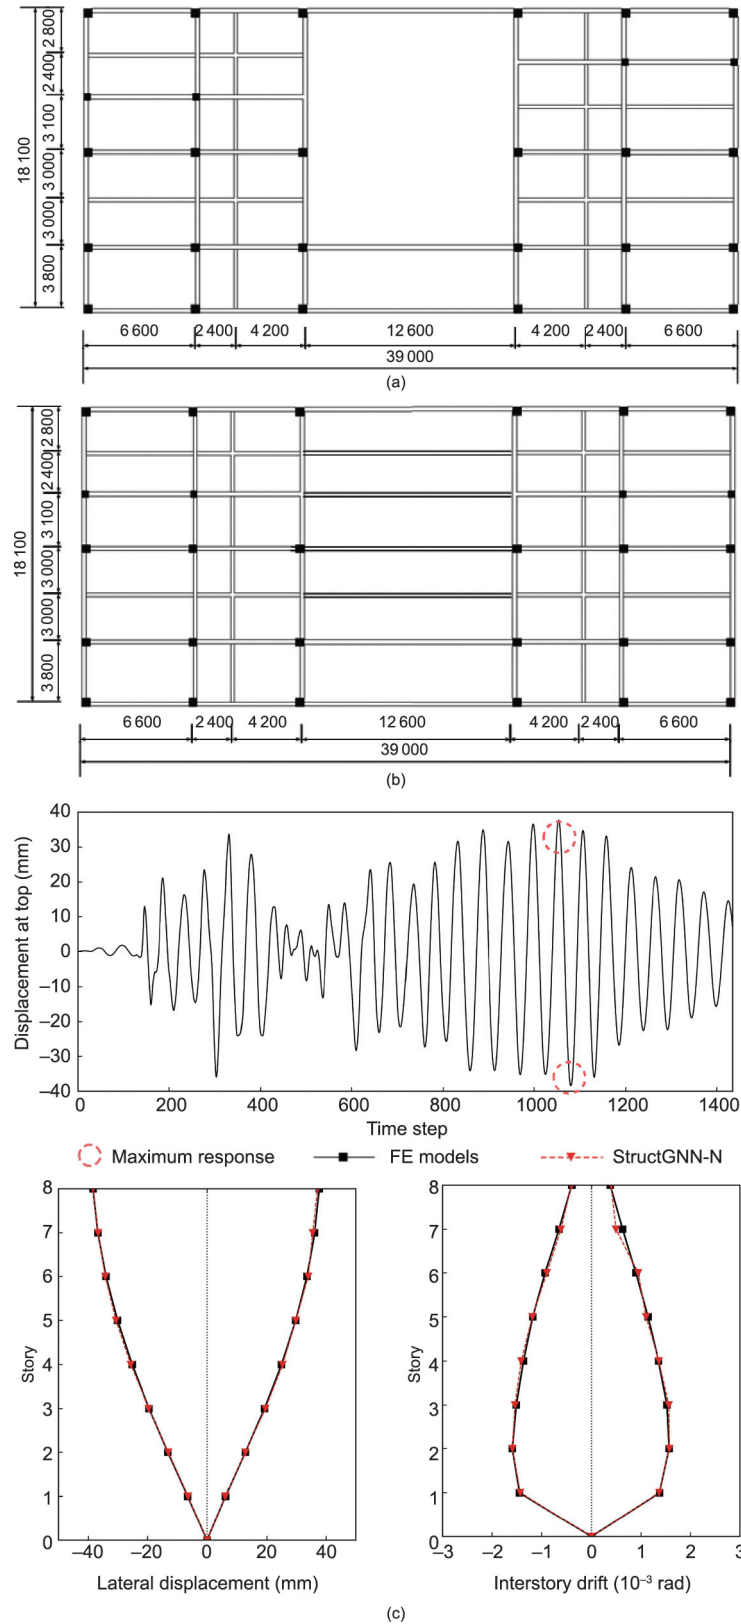 2 800
2 400
3 100
3 000
3 000
3 800
18 100
6 600 2 400 4 200 12 600 4 200 2 400 6 600
39 000
(a)
2 800
2 400
3 100
3 000
3 000
3 800
18 100
6 600 2 400 4 200 12 600 4 200 2 400 6 600
39 000
(b)
Displacement at top (mm)
40
30
20
10
0
–10
–20
–30
–40
0 200 400 600 800 1000 1200 1400
Time step
Maximum response FE models StructGNN-N
Story
8
7
6
5
4
3
2
1
0
–40 –20 0 20 40
Lateral displacement (mm)
Story
8
7
6
5
4
3
2
1
0
–3 –2 –1 0 1 2 3
Interstory drift (10⁻³ rad)
(c)